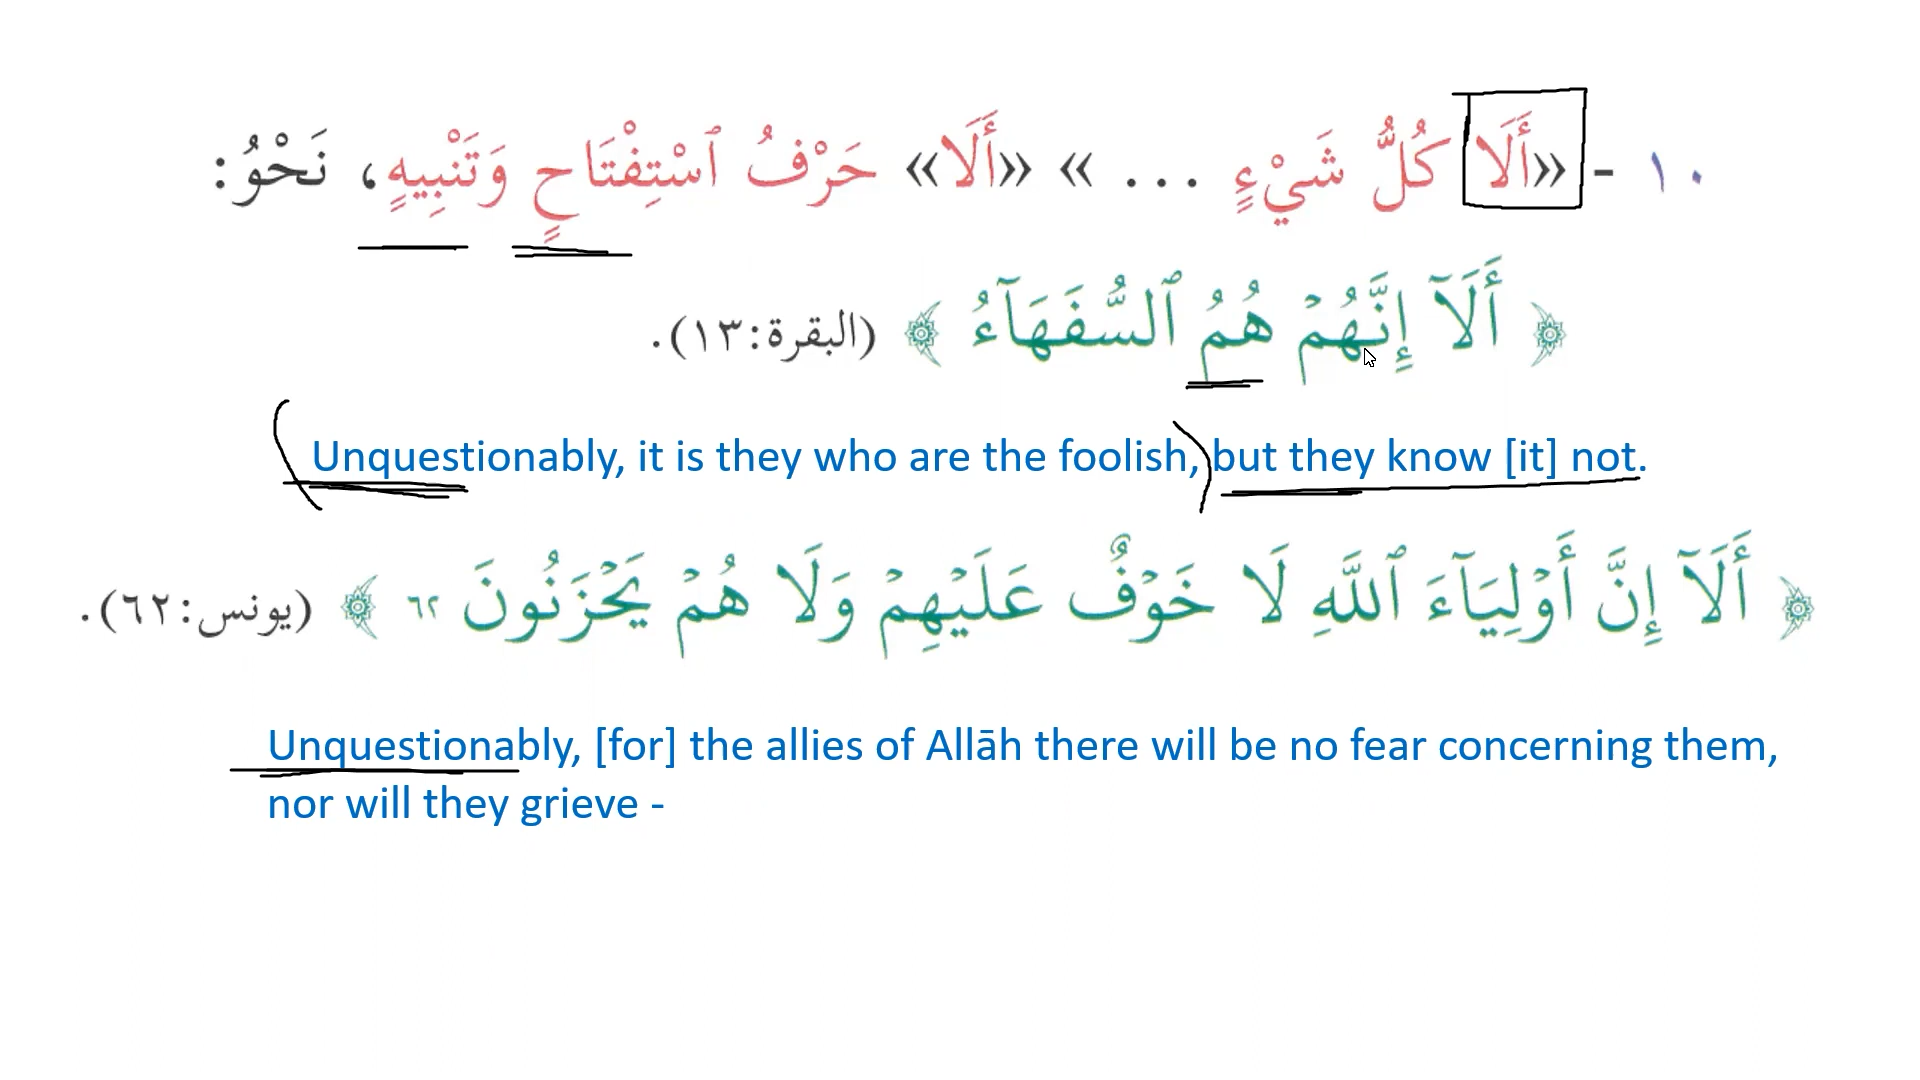 ١٠ - «أَلَا كُلُّ شَيْءٍ ... » «أَلَا» حَرْفُ ٱسْتِفْتَاحٍ وَتَنْبِيهٍ، نَحْوُ:
﴿ أَلَآ إِنَّهُمْ هُمُ ٱلسُّفَهَآءُ ﴾ (البقرة:١٣).
Unquestionably, it is they who are the foolish, but they know [it] not.
﴿ أَلَآ إِنَّ أَوْلِيَآءَ ٱللَّهِ لَا خَوْفٌ عَلَيْهِمْ وَلَا هُمْ يَحْزَنُونَ ٦٢ ﴾ (يونس:٦٢).
Unquestionably, [for] the allies of Allāh there will be no fear concerning them,
nor will they grieve -